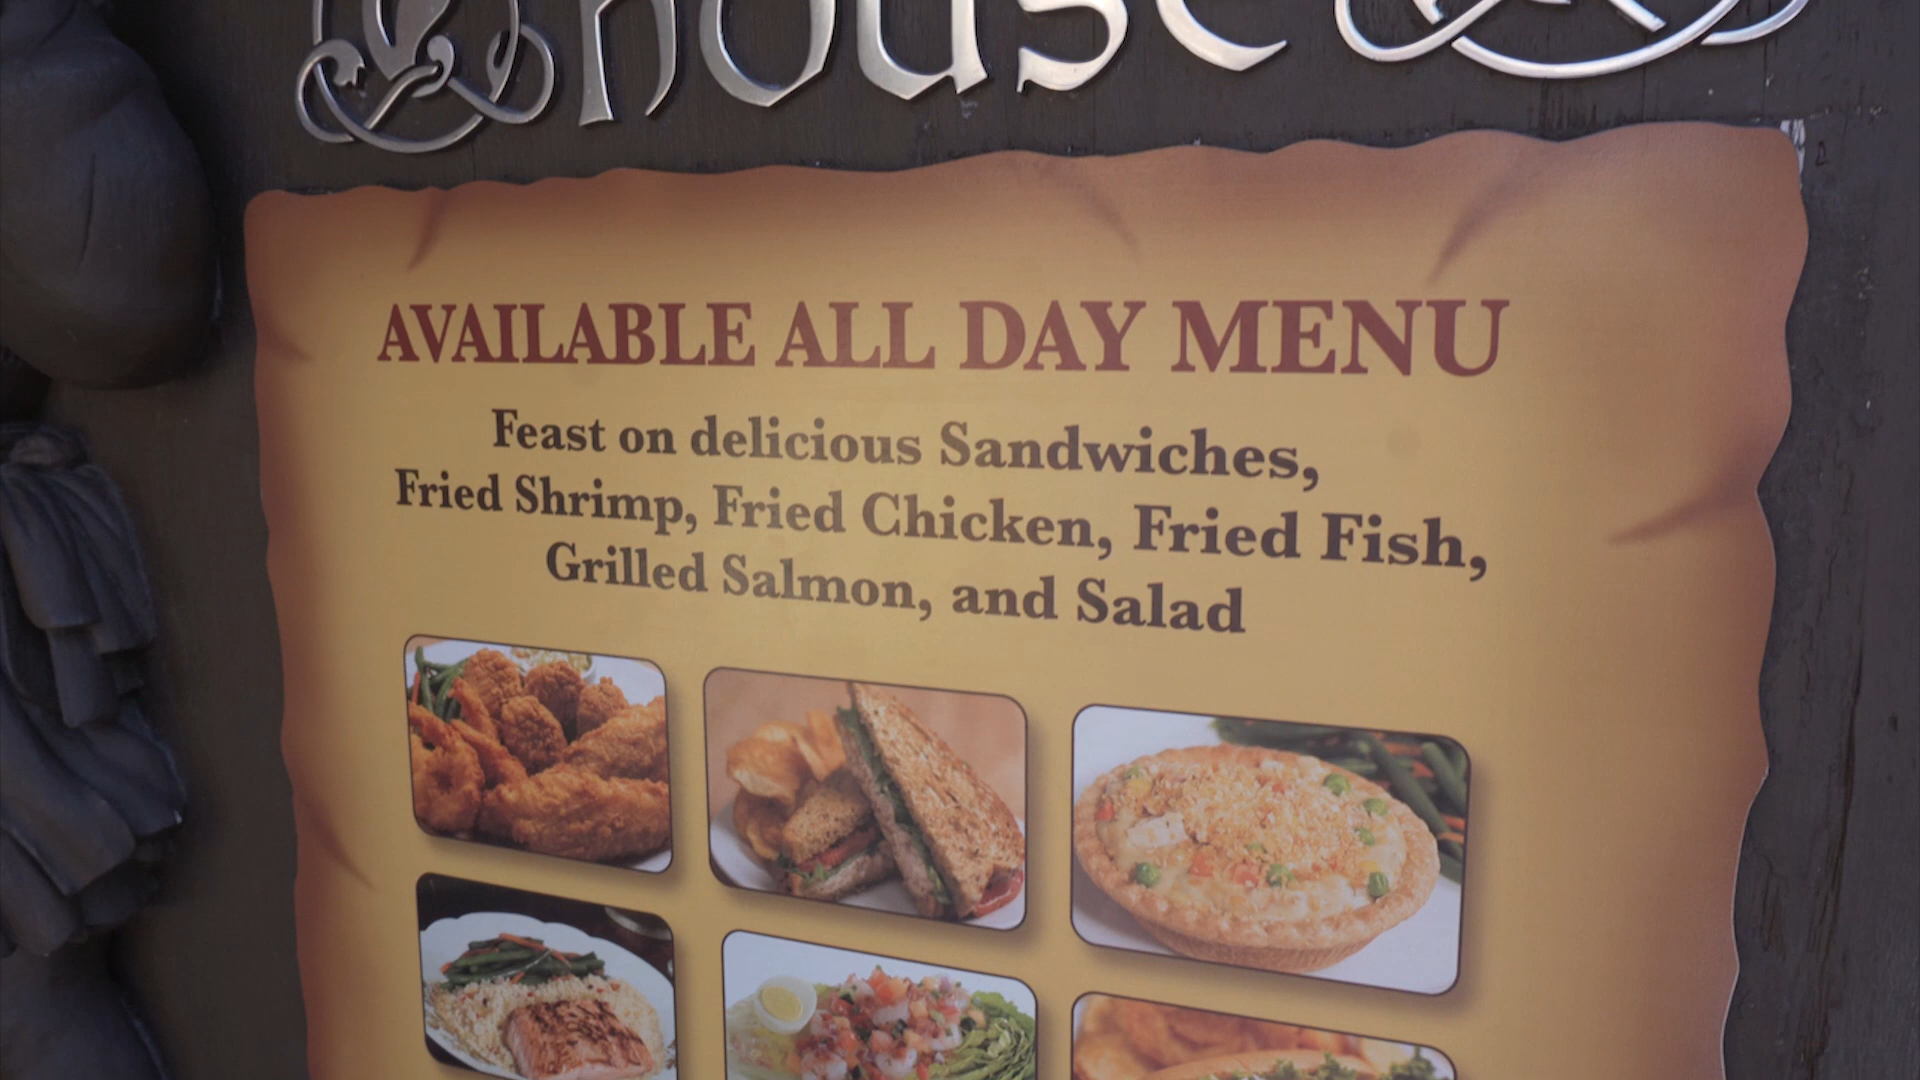 house
AVAILABLE ALL DAY MENU
Feast on delicious Sandwiches,
Fried Shrimp, Fried Chicken, Fried Fish,
Grilled Salmon, and Salad